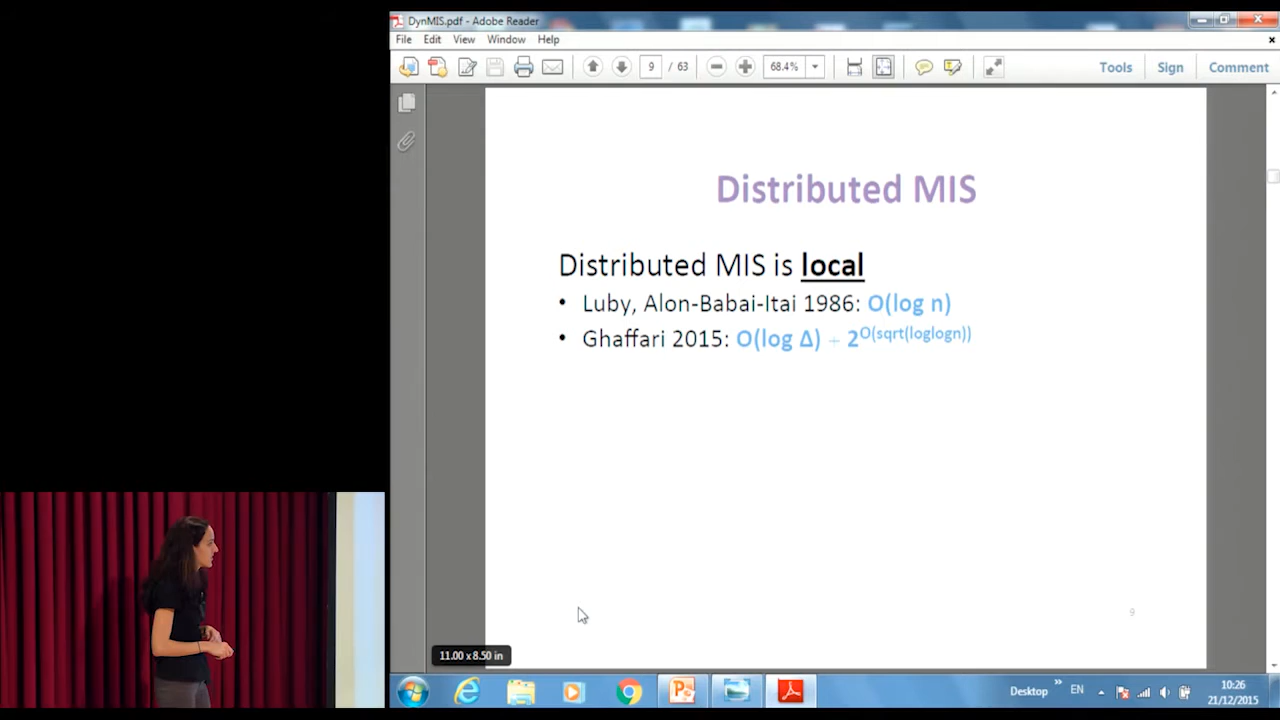 DynMIS.pdf - Adobe Reader
File Edit View Window Help
9 / 63 68.4% Tools Sign Comment
Distributed MIS
Distributed MIS is local
• Luby, Alon-Babai-Itai 1986: O(log n)
• Ghaffari 2015: O(log Δ) + 2^O(sqrt(loglogn))
9
11.00 x 8.50 in
Desktop » EN 10:26
21/12/2015